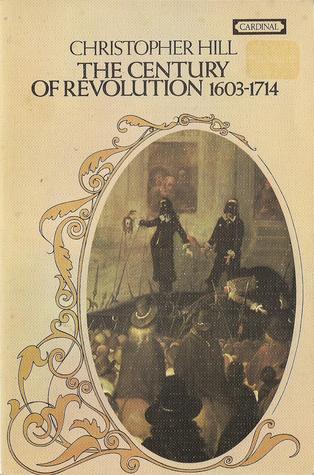 CARDINAL
CHRISTOPHER HILL
THE CENTURY
OF REVOLUTION 1603-1714